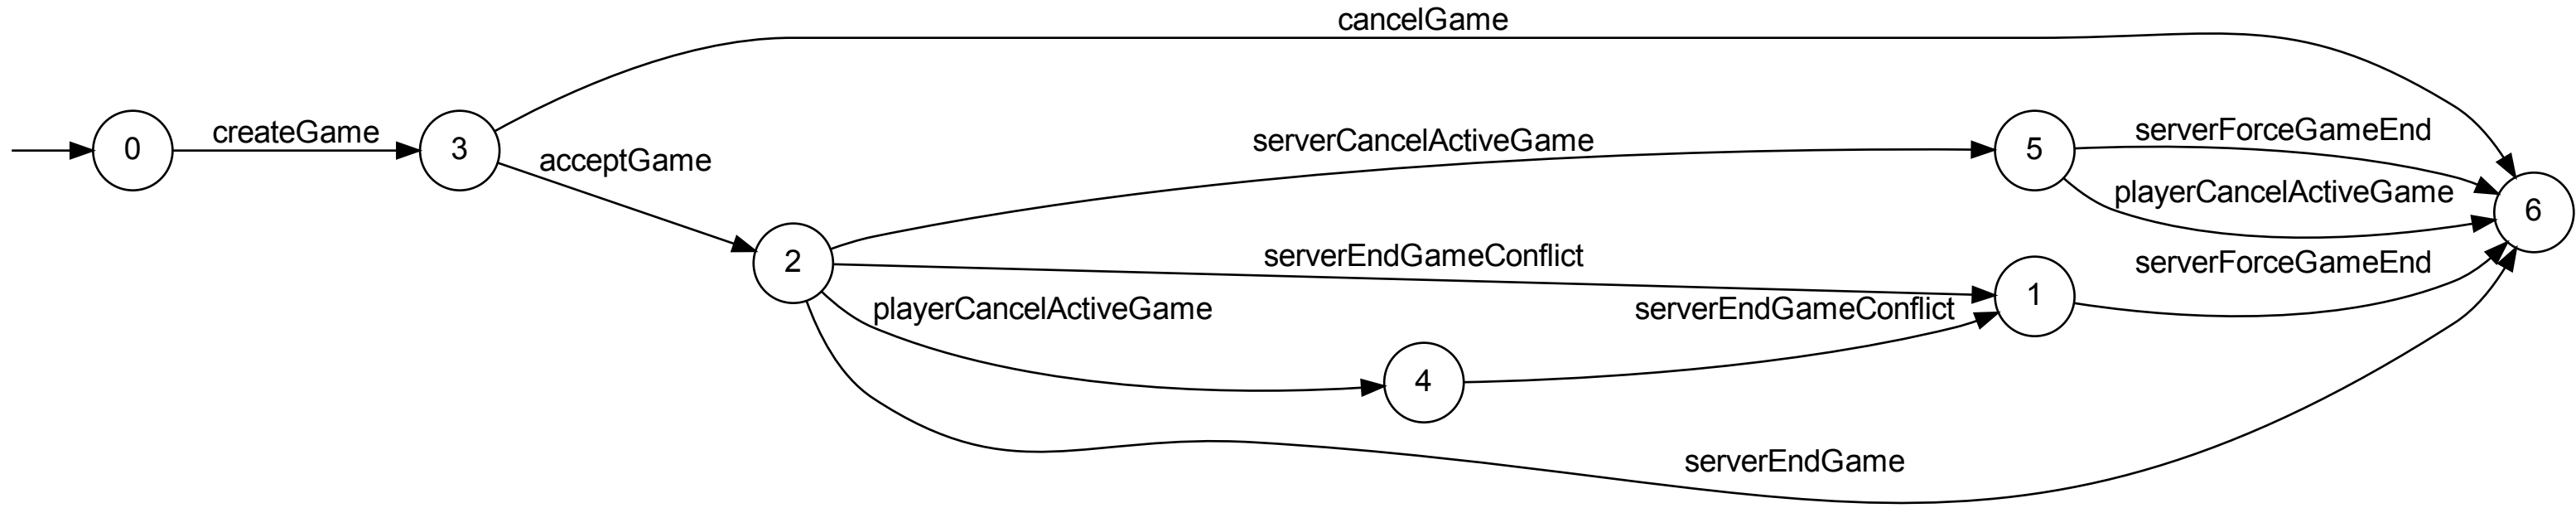 cancelGame
createGame
0
3
acceptGame
serverCancelActiveGame
5
serverForceGameEnd
playerCancelActiveGame
6
2
serverEndGameConflict
serverForceGameEnd
1
playerCancelActiveGame
serverEndGameConflict
4
serverEndGame